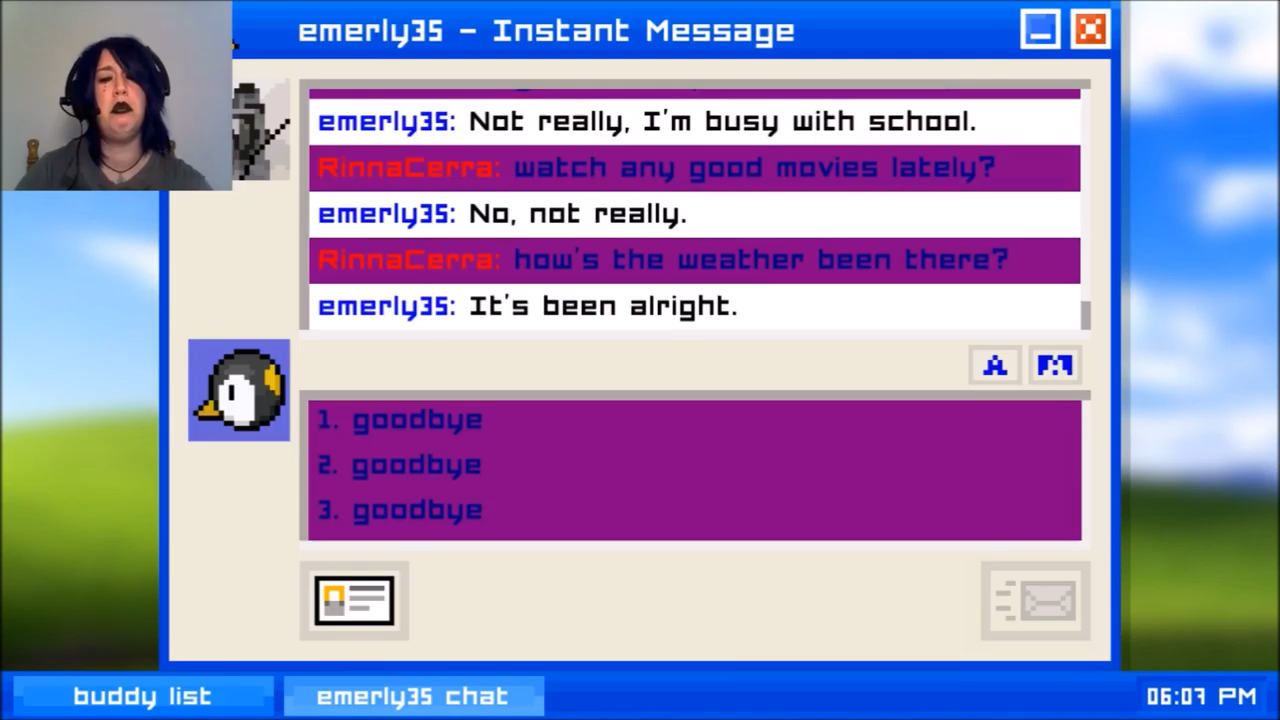 emerly35 - Instant Message
emerly35: Not really, I'm busy with school.
RinnaCerra: watch any good movies lately?
emerly35: No, not really.
RinnaCerra: how's the weather been there?
emerly35: It's been alright.
A
1. goodbye
2. goodbye
3. goodbye
buddy list
emerly35 chat
06:07 PM